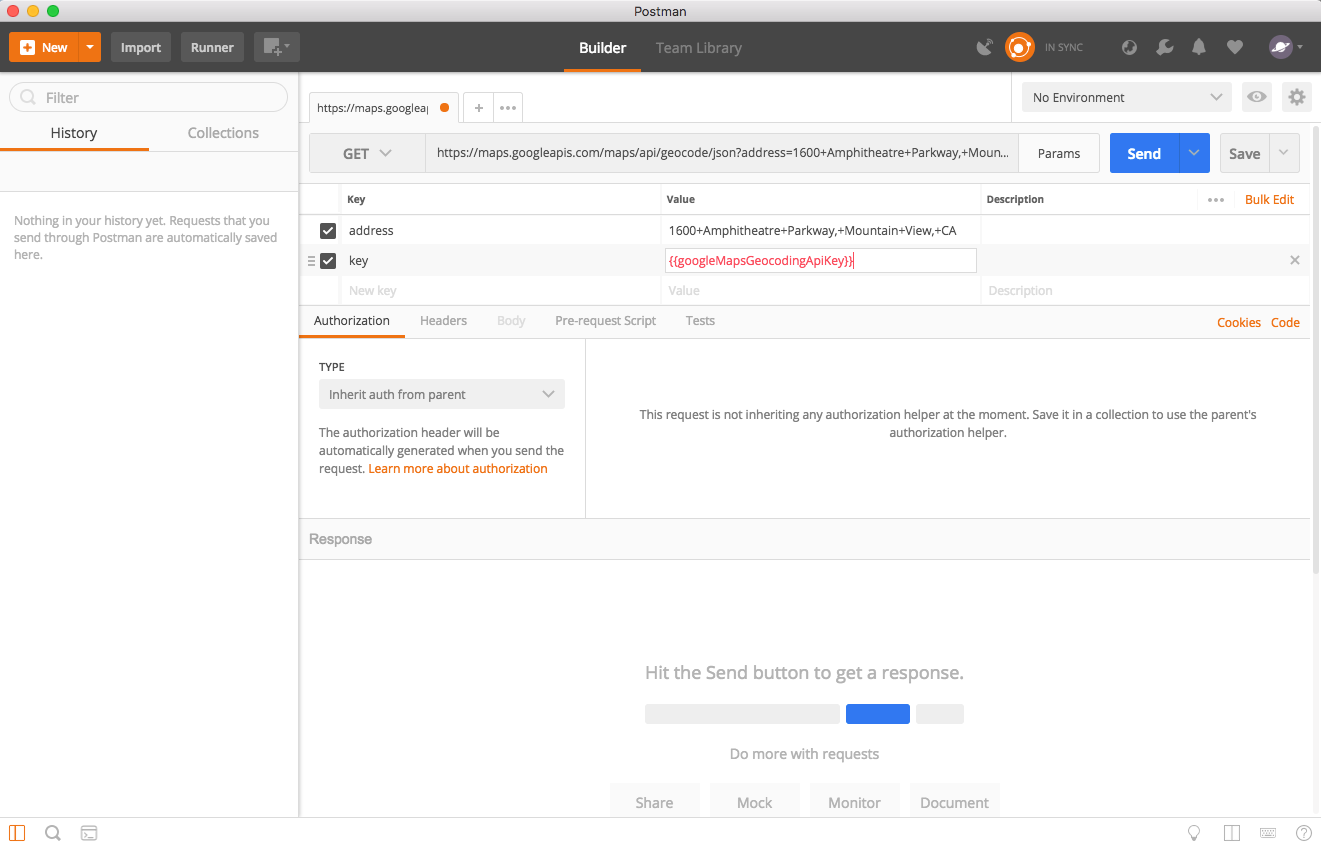 Postman
New
Import
Runner
Builder
Team Library
IN SYNC
Filter
History
Collections
Nothing in your history yet. Requests that you
send through Postman are automatically saved
here.
https://maps.googleap
No Environment
GET
https://maps.googleapis.com/maps/api/geocode/json?address=1600+Amphitheatre+Parkway,+Moun...
Params
Send
Save
Key
Value
Description
Bulk Edit
address
1600+Amphitheatre+Parkway,+Mountain+View,+CA
key
{{googleMapsGeocodingApiKey}}
New key
Value
Description
Authorization
Headers
Body
Pre-request Script
Tests
Cookies
Code
TYPE
Inherit auth from parent
The authorization header will be
automatically generated when you send the
request. Learn more about authorization
This request is not inheriting any authorization helper at the moment. Save it in a collection to use the parent's
authorization helper.
Response
Hit the Send button to get a response.
Do more with requests
Share
Mock
Monitor
Document